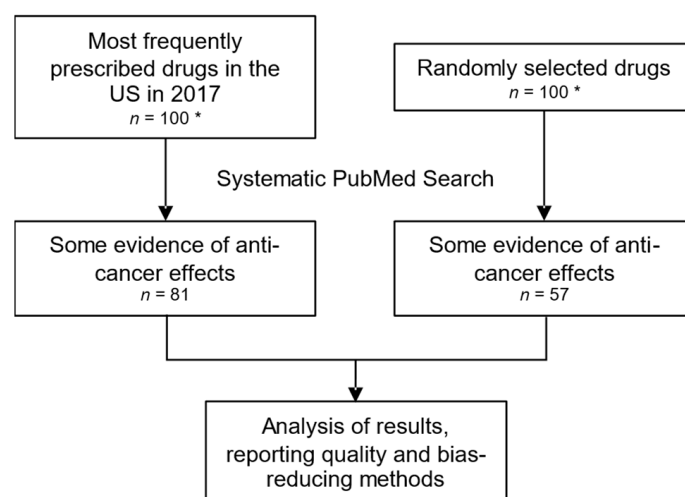 Most frequently
prescribed drugs in the
US in 2017
n = 100 *
Randomly selected drugs
n = 100 *
Systematic PubMed Search
Some evidence of anti-
cancer effects
n = 81
Some evidence of anti-
cancer effects
n = 57
Analysis of results,
reporting quality and bias-
reducing methods